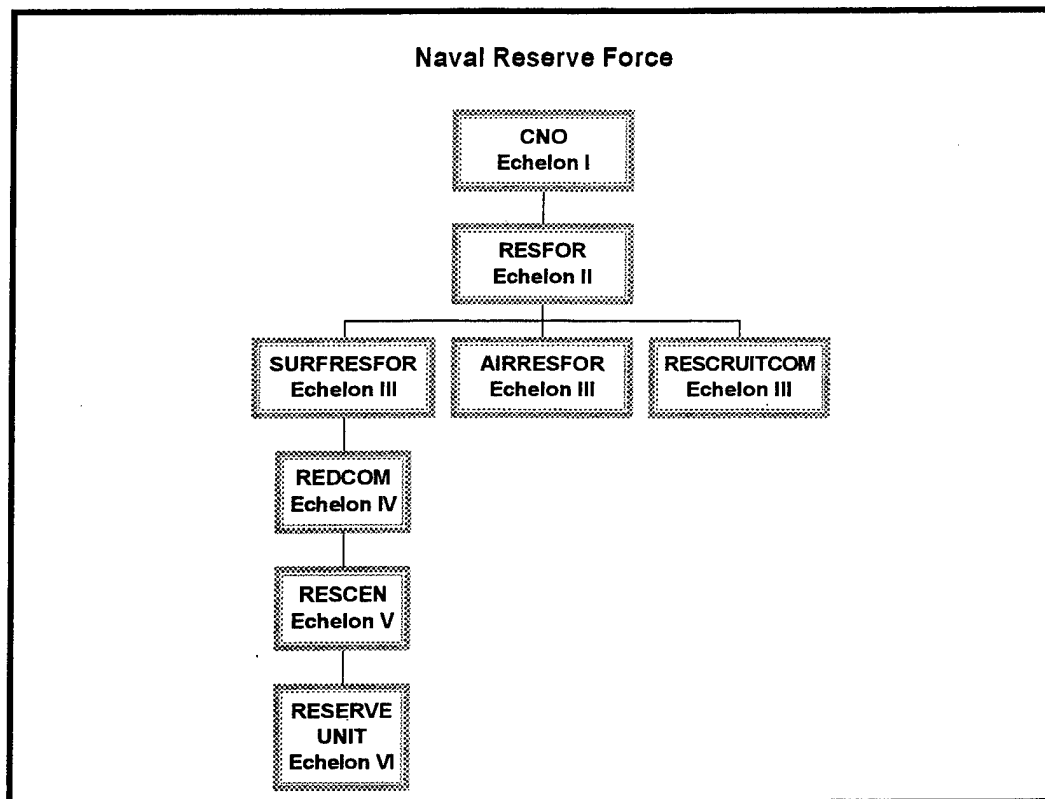 Naval Reserve Force
CNO
Echelon I
RESFOR
Echelon II
SURFRESFOR
Echelon III
AIRRESFOR
Echelon III
RESCRUITCOM
Echelon III
REDCOM
Echelon IV
RESCEN
Echelon V
RESERVE
UNIT
Echelon VI